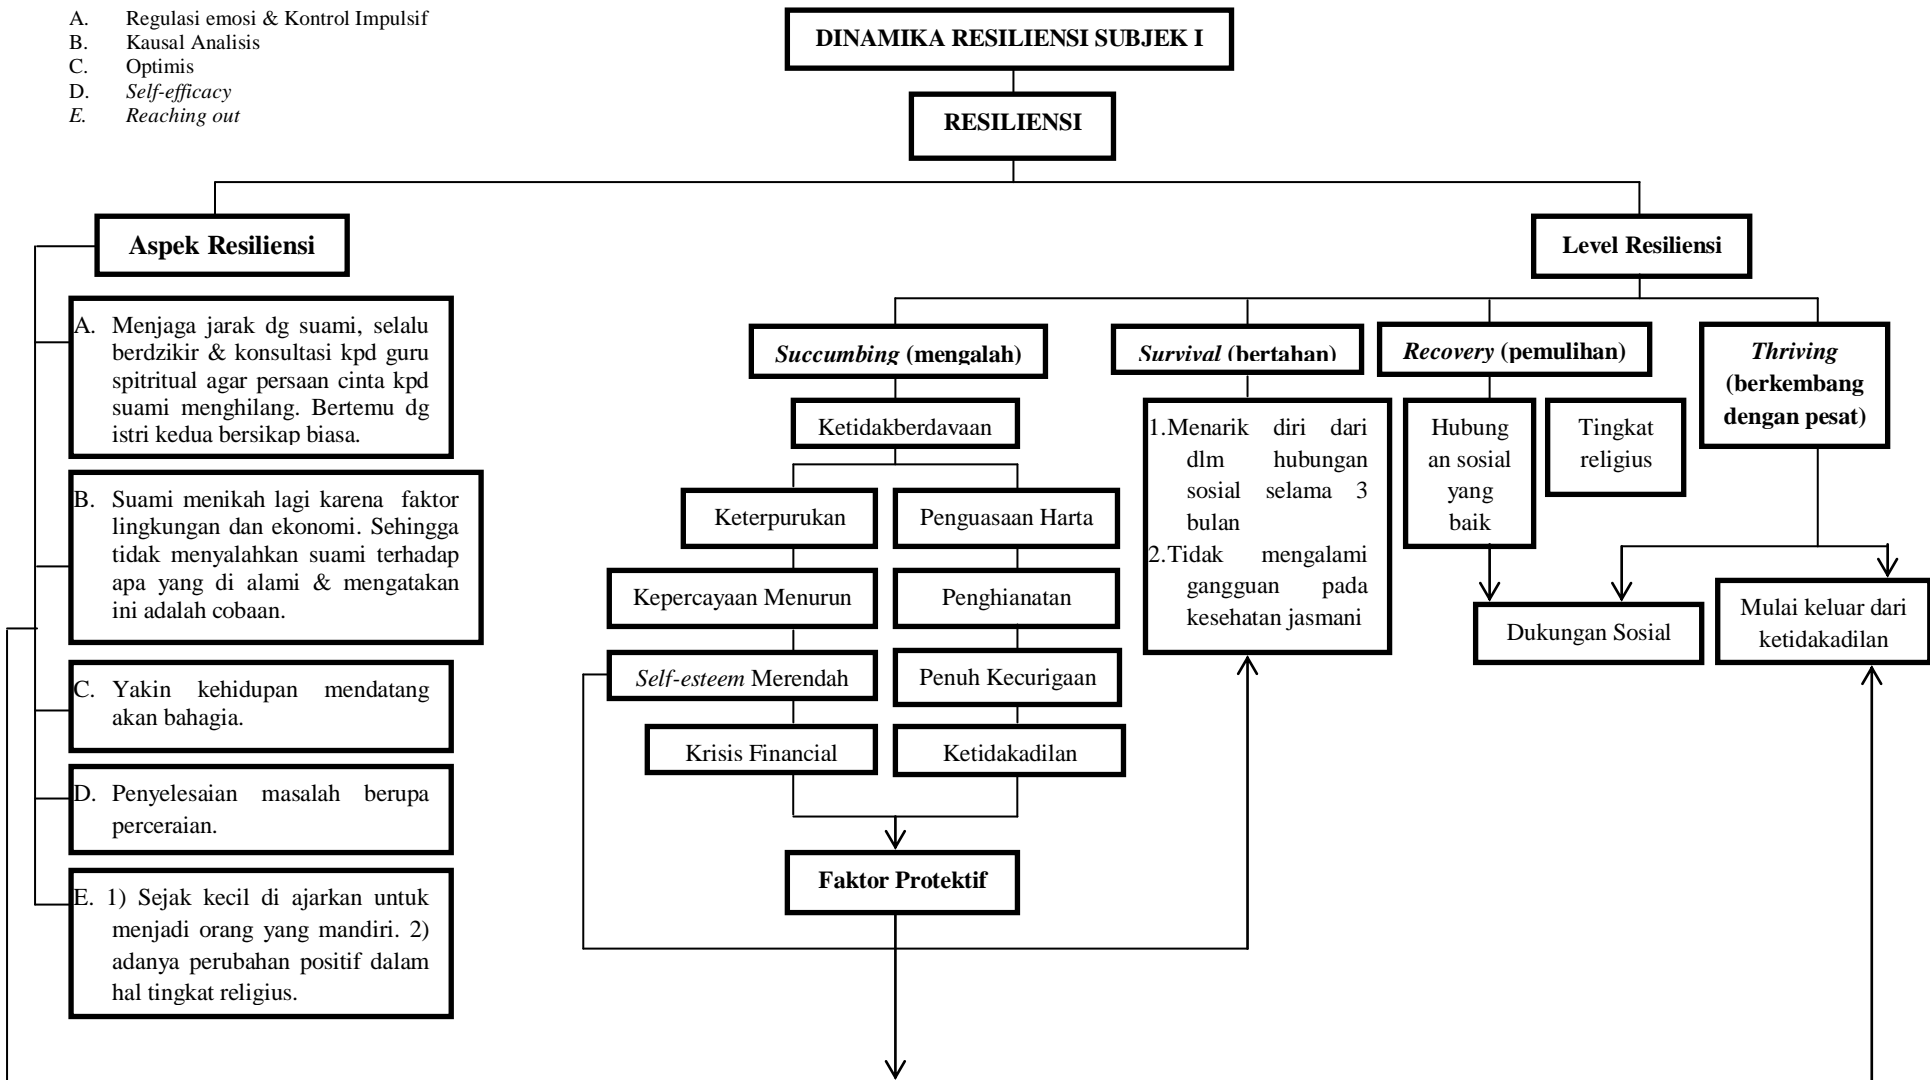 A. Regulasi emosi & Kontrol Impulsif
B. Kausal Analisis
C. Optimis
D. Self-efficacy
E. Reaching out
DINAMIKA RESILIENSI SUBJEK I
RESILIENSI
Aspek Resiliensi
A. Menjaga jarak dg suami, selalu
berdzikir & konsultasi kpd guru
spitritual agar persaan cinta kpd
suami menghilang. Bertemu dg
istri kedua bersikap biasa.
B. Suami menikah lagi karena faktor
lingkungan dan ekonomi. Sehingga
tidak menyalahkan suami terhadap
apa yang di alami & mengatakan
ini adalah cobaan.
C. Yakin kehidupan mendatang
akan bahagia.
D. Penyelesaian masalah berupa
perceraian.
E. 1) Sejak kecil di ajarkan untuk
menjadi orang yang mandiri. 2)
adanya perubahan positif dalam
hal tingkat religius.
Level Resiliensi
Succumbing (mengalah)
Ketidakberdayaan
Keterpurukan
Kepercayaan Menurun
Self-esteem Merendah
Krisis Financial
Penguasaan Harta
Penghianatan
Penuh Kecurigaan
Ketidakadilan
Faktor Protektif
Survival (bertahan)
1.Menarik diri dari
dlm hubungan
sosial selama 3
bulan
2.Tidak mengalami
gangguan pada
kesehatan jasmani
Recovery (pemulihan)
Hubung
an sosial
yang
baik
Tingkat
religius
Dukungan Sosial
Thriving
(berkembang
dengan pesat)
Mulai keluar dari
ketidakadilan